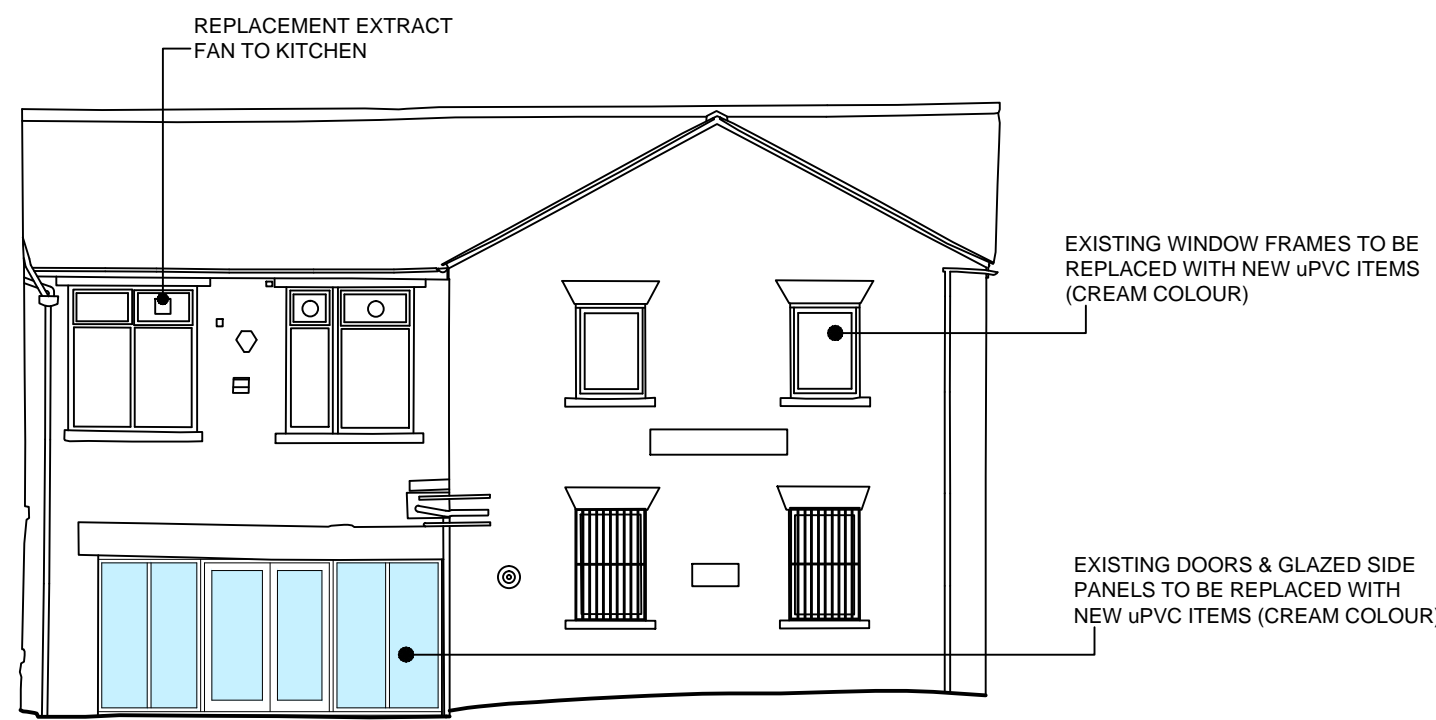 REPLACEMENT EXTRACT
FAN TO KITCHEN
EXISTING WINDOW FRAMES TO BE
REPLACED WITH NEW uPVC ITEMS
(CREAM COLOUR)
EXISTING DOORS & GLAZED SIDE
PANELS TO BE REPLACED WITH
NEW uPVC ITEMS (CREAM COLOUR)